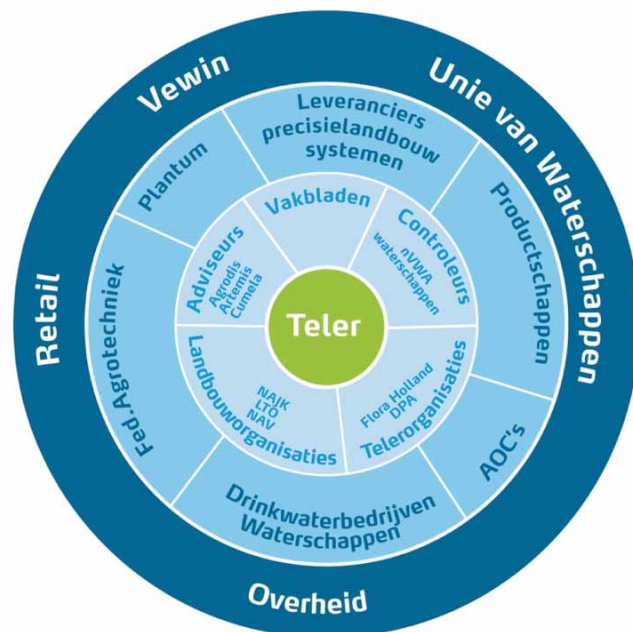 Vewin
Unie van Waterschappen
Retail
Overheid
Plantum
Leveranciers
precisielandbouw
systemen
Productschappen
AOC's
Drinkwaterbedrijven
Waterschappen
Fed.Agrotechniek
Vakbladen
Controleurs
nVWA
waterschappen
Telerorganisaties
Flora Holland
DPA
Landbouworganisaties
NAJK
LTO
NAV
Adviseurs
Agrodis
Artemis
Cumela
Teler